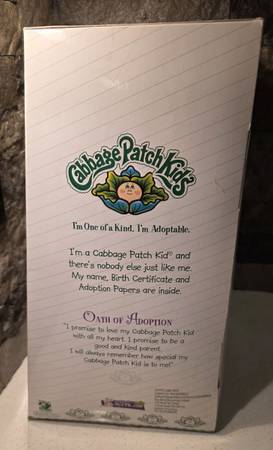 Cabbage Patch Kids
I'm One of a Kind. I'm Adoptable.
I'm a Cabbage Patch Kid® and
there's nobody else just like me.
My name, Birth Certificate and
Adoption Papers are inside.
OATH OF ADOPTION
"I promise to love my Cabbage Patch Kid
with all my heart. I promise to be a
good and kind parent.
I will always remember how special my
Cabbage Patch Kid is to me!"